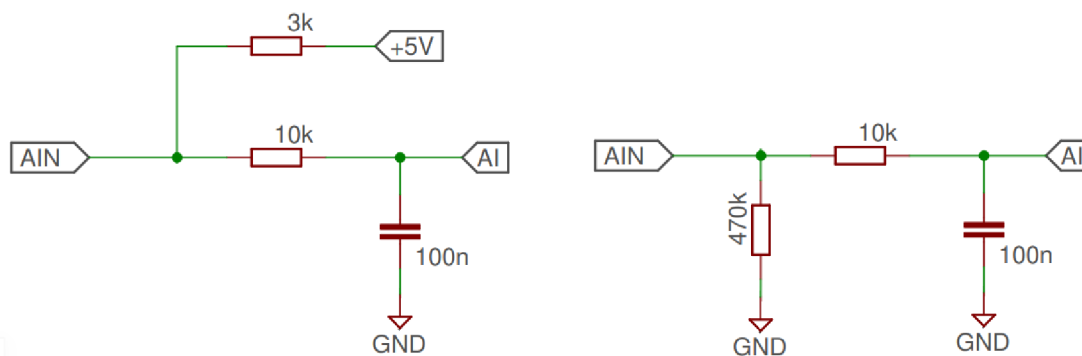 3k
+5V
10k
AIN
AI
100n
GND
10k
AIN
AI
470k
100n
GND
GND